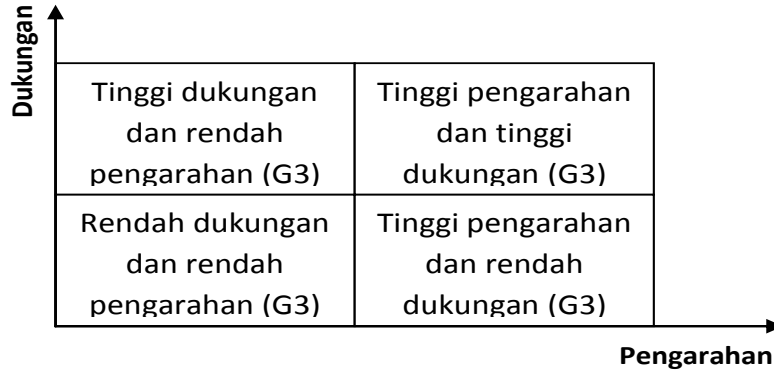 Dukungan
Tinggi dukungan
dan rendah
pengarahan (G3)
Tinggi pengarahan
dan tinggi
dukungan (G3)
Rendah dukungan
dan rendah
pengarahan (G3)
Tinggi pengarahan
dan rendah
dukungan (G3)
Pengarahan